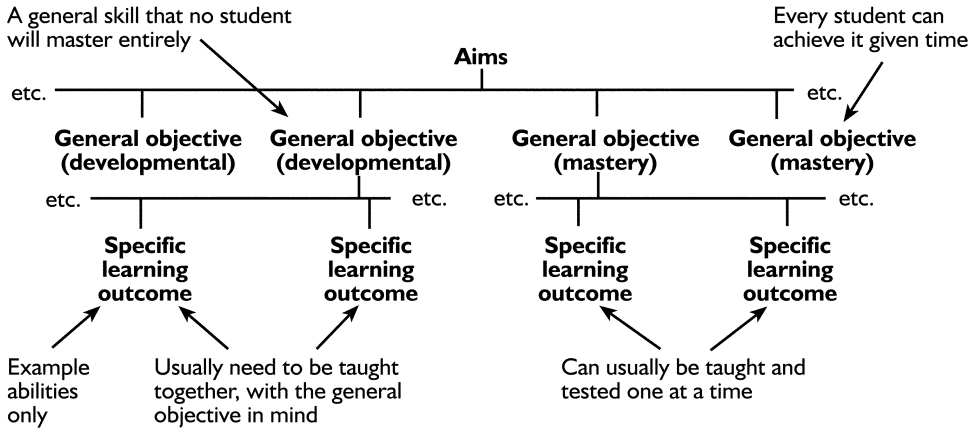 A general skill that no student
will master entirely
Every student can
achieve it given time
Aims
etc.
etc.
General objective
(developmental)
General objective
(developmental)
General objective
(mastery)
General objective
(mastery)
etc.
etc.
etc.
etc.
Specific
learning
outcome
Specific
learning
outcome
Specific
learning
outcome
Specific
learning
outcome
Example
abilities
only
Usually need to be taught
together, with the general
objective in mind
Can usually be taught and
tested one at a time